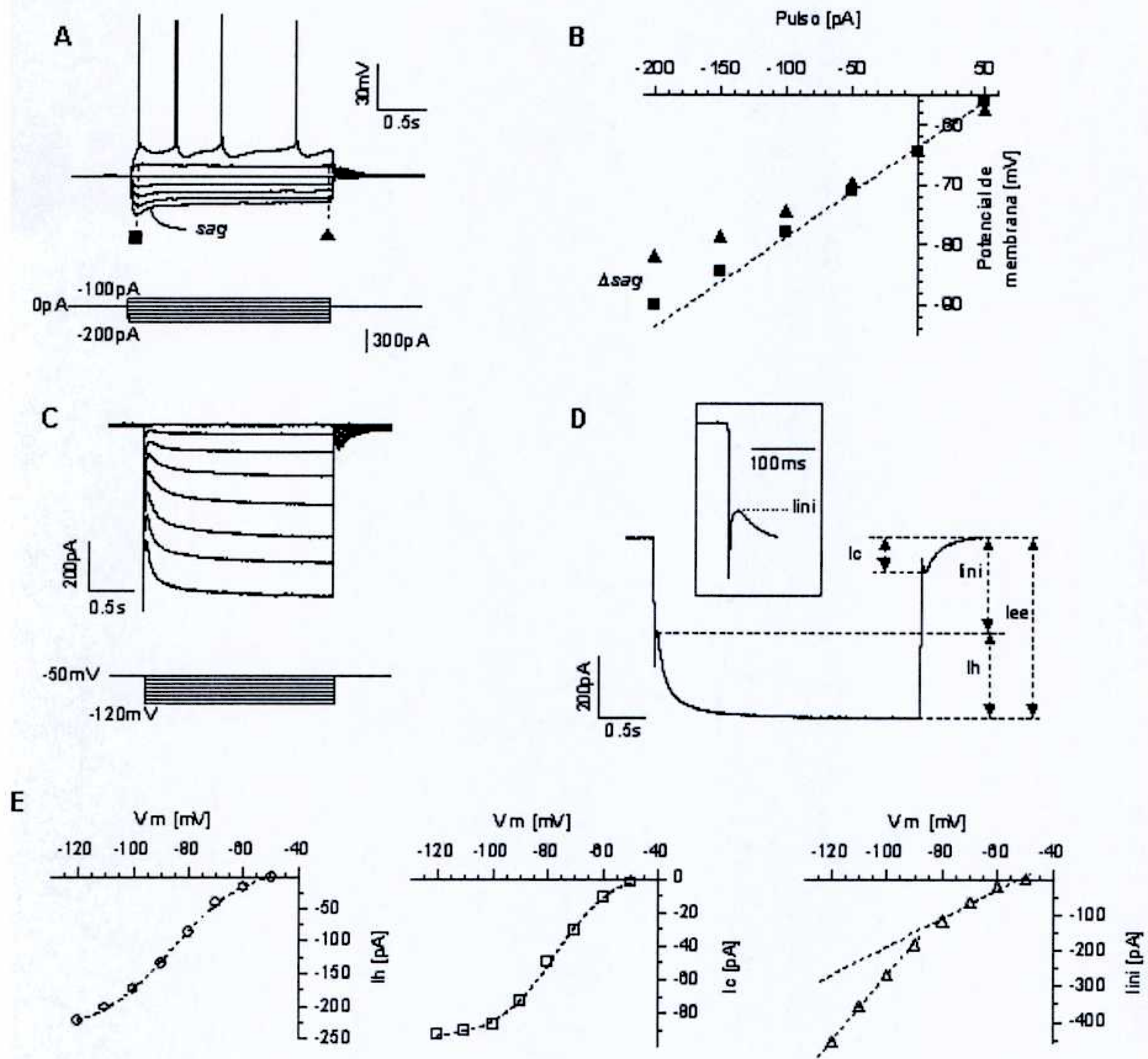 A
30mV
0.5s
sag
-100pA
0pA
-200pA
300pA
B
Pulso [pA]
-200 -150 -100 -50 50
-60
-70
-80
-90
Potencial de
membrana [mV]
Δsag
C
200pA
0.5s
-50mV
-120mV
D
100ms
Iini
Ic
Iini
Iee
Ih
200pA
0.5s
E
Vm [mV]
-120 -100 -80 -60 -40
-50
-100
-150
-200
-250
Ih [pA]
Vm [mV]
-120 -100 -80 -60 -40
0
-20
-40
-60
-80
Ic [pA]
Vm [mV]
-120 -100 -80 -60 -40
-100
-200
-300
-400
Iini [pA]